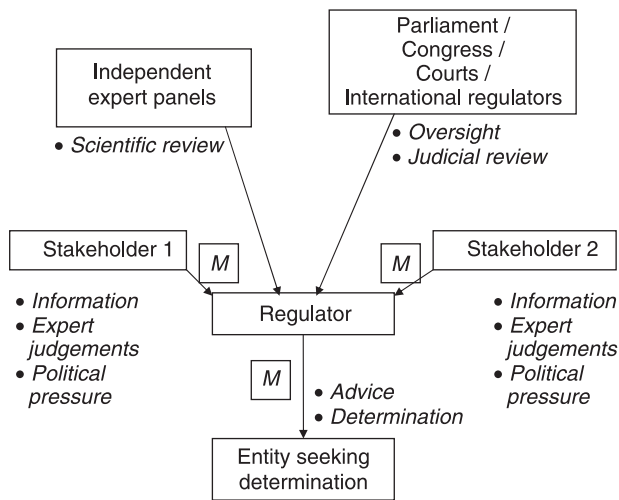 Independent
expert panels
Parliament /
Congress /
Courts /
International regulators
• Scientific review
• Oversight
• Judicial review
Stakeholder 1
M
M
Stakeholder 2
• Information
• Expert
judgements
• Political
pressure
Regulator
• Information
• Expert
judgements
• Political
pressure
M
• Advice
• Determination
Entity seeking
determination